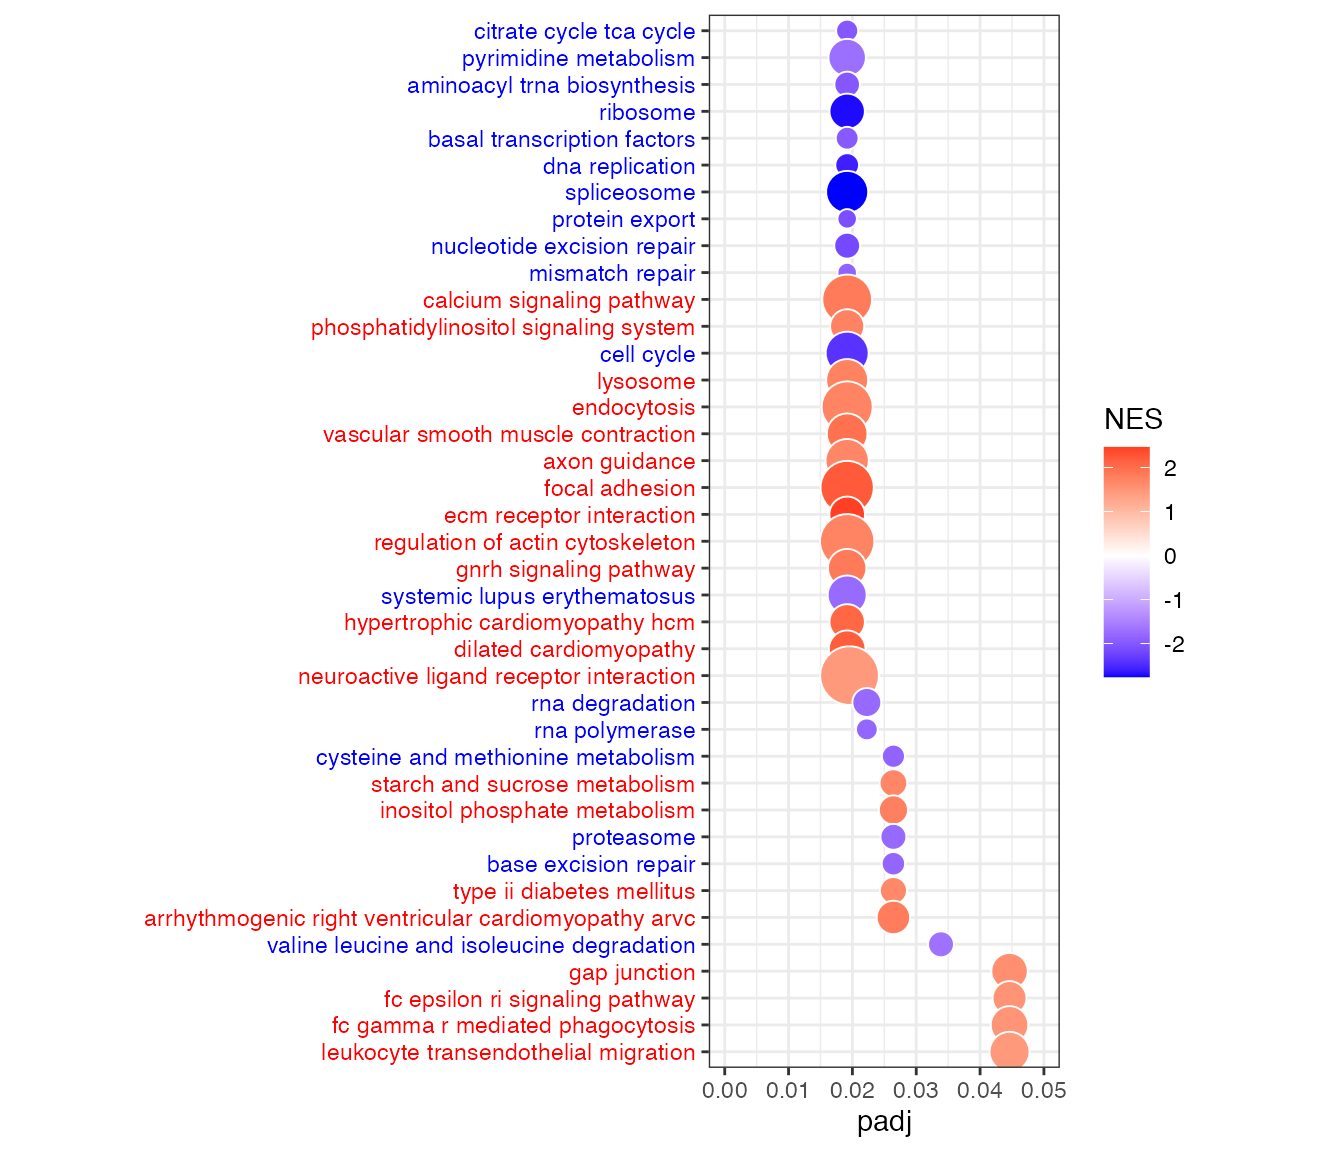 citrate cycle tca cycle
pyrimidine metabolism
aminoacyl trna biosynthesis
ribosome
basal transcription factors
dna replication
spliceosome
protein export
nucleotide excision repair
mismatch repair
calcium signaling pathway
phosphatidylinositol signaling system
cell cycle
lysosome
endocytosis
vascular smooth muscle contraction
axon guidance
focal adhesion
ecm receptor interaction
regulation of actin cytoskeleton
gnrh signaling pathway
systemic lupus erythematosus
hypertrophic cardiomyopathy hcm
dilated cardiomyopathy
neuroactive ligand receptor interaction
rna degradation
rna polymerase
cysteine and methionine metabolism
starch and sucrose metabolism
inositol phosphate metabolism
proteasome
base excision repair
type ii diabetes mellitus
arrhythmogenic right ventricular cardiomyopathy arvc
valine leucine and isoleucine degradation
gap junction
fc epsilon ri signaling pathway
fc gamma r mediated phagocytosis
leukocyte transendothelial migration
0.00 0.01 0.02 0.03 0.04 0.05
padj
NES
2
1
0
-1
-2